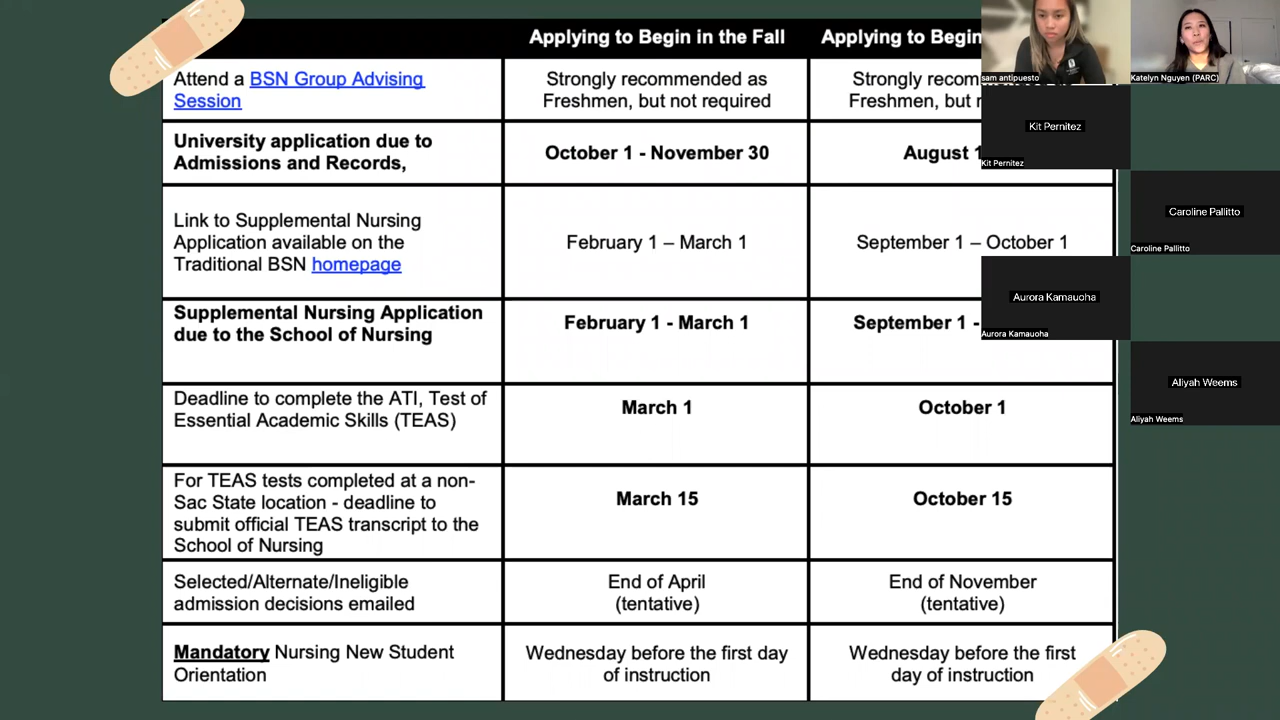 Applying to Begin in the Fall
Applying to Begin
Attend a BSN Group Advising
Session
Strongly recommended as
Freshmen, but not required
Strongly
Freshmen, but
University application due to
Admissions and Records,
October 1 - November 30
August
Link to Supplemental Nursing
Application available on the
Traditional BSN homepage
February 1 – March 1
September 1 – October 1
Supplemental Nursing Application
due to the School of Nursing
February 1 - March 1
September 1 -
Deadline to complete the ATI, Test of
Essential Academic Skills (TEAS)
March 1
October 1
For TEAS tests completed at a non-
Sac State location - deadline to
submit official TEAS transcript to the
School of Nursing
March 15
October 15
Selected/Alternate/Ineligible
admission decisions emailed
End of April
(tentative)
End of November
(tentative)
Mandatory Nursing New Student
Orientation
Wednesday before the first day
of instruction
Wednesday before the first
day of instruction
sam antipuesto
Katelyn Nguyen (PARC)
Kit Pernitez
Kit Pernitez
Caroline Pallitto
Caroline Pallitto
Aurora Kamauoha
Aurora Kamauoha
Aliyah Weems
Aliyah Weems